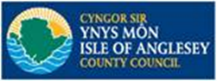 CYNGOR SIR
YNYS MÔN
ISLE OF ANGLESEY
COUNTY COUNCIL